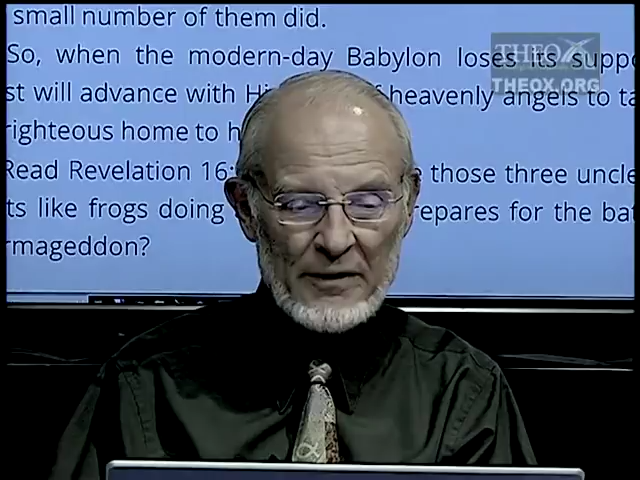 small number of them did.
So, when the modern-day Babylon loses its supp
st will advance with Hi f heavenly angels to ta
righteous home to h
Read Revelation 16: those three uncle
ts like frogs doing repares for the bat
rmageddon?
THEOX
THEOX.ORG